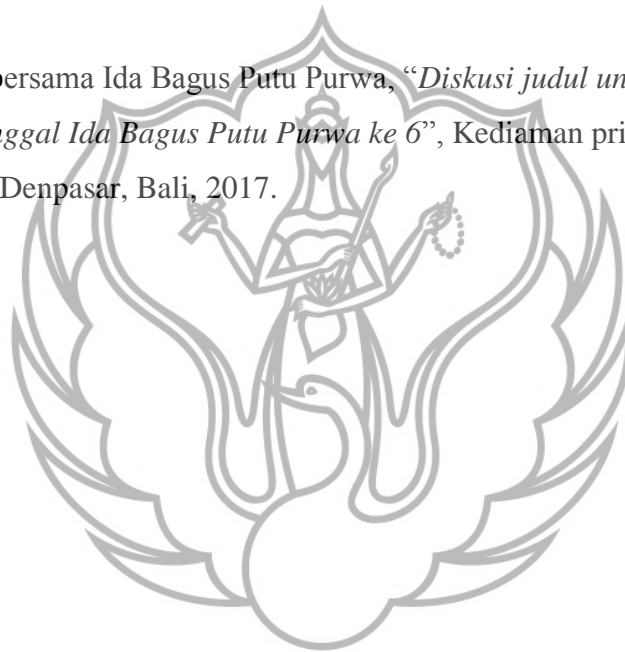 bersama Ida Bagus Putu Purwa, “Diskusi judul un
nggal Ida Bagus Putu Purwa ke 6”, Kediaman pri
Denpasar, Bali, 2017.